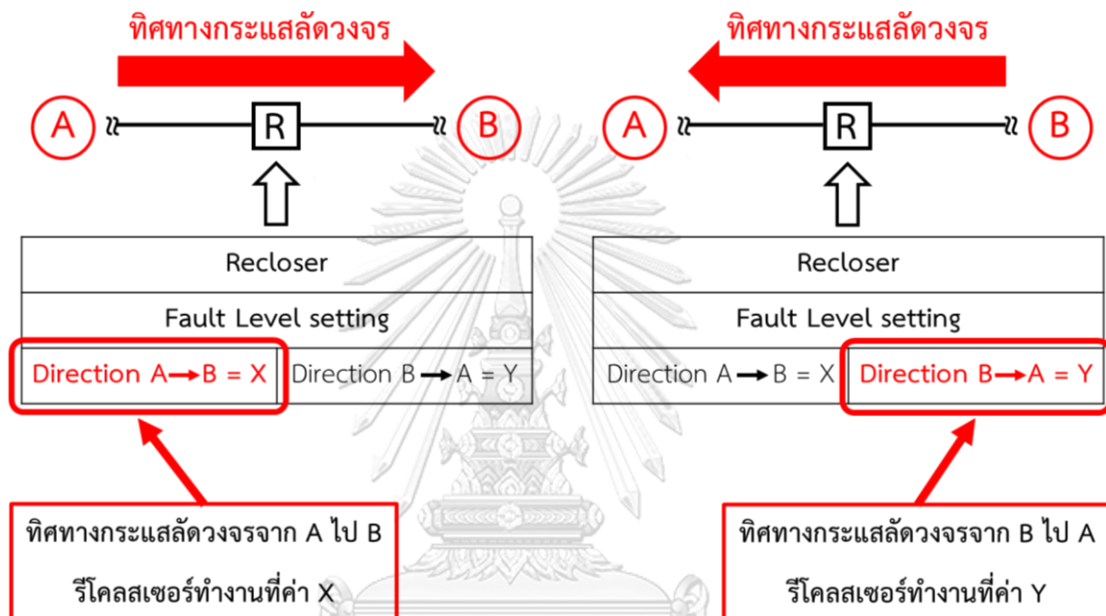 ทิศทางกระแสลัดวงจร
A R B
Recloser
Fault Level setting
Direction A→B = X Direction B→A = Y
ทิศทางกระแสลัดวงจรจาก A ไป B
รีโคลสเซอร์ทำงานที่ค่า X
ทิศทางกระแสลัดวงจร
A R B
Recloser
Fault Level setting
Direction A→B = X Direction B→A = Y
ทิศทางกระแสลัดวงจรจาก B ไป A
รีโคลสเซอร์ทำงานที่ค่า Y